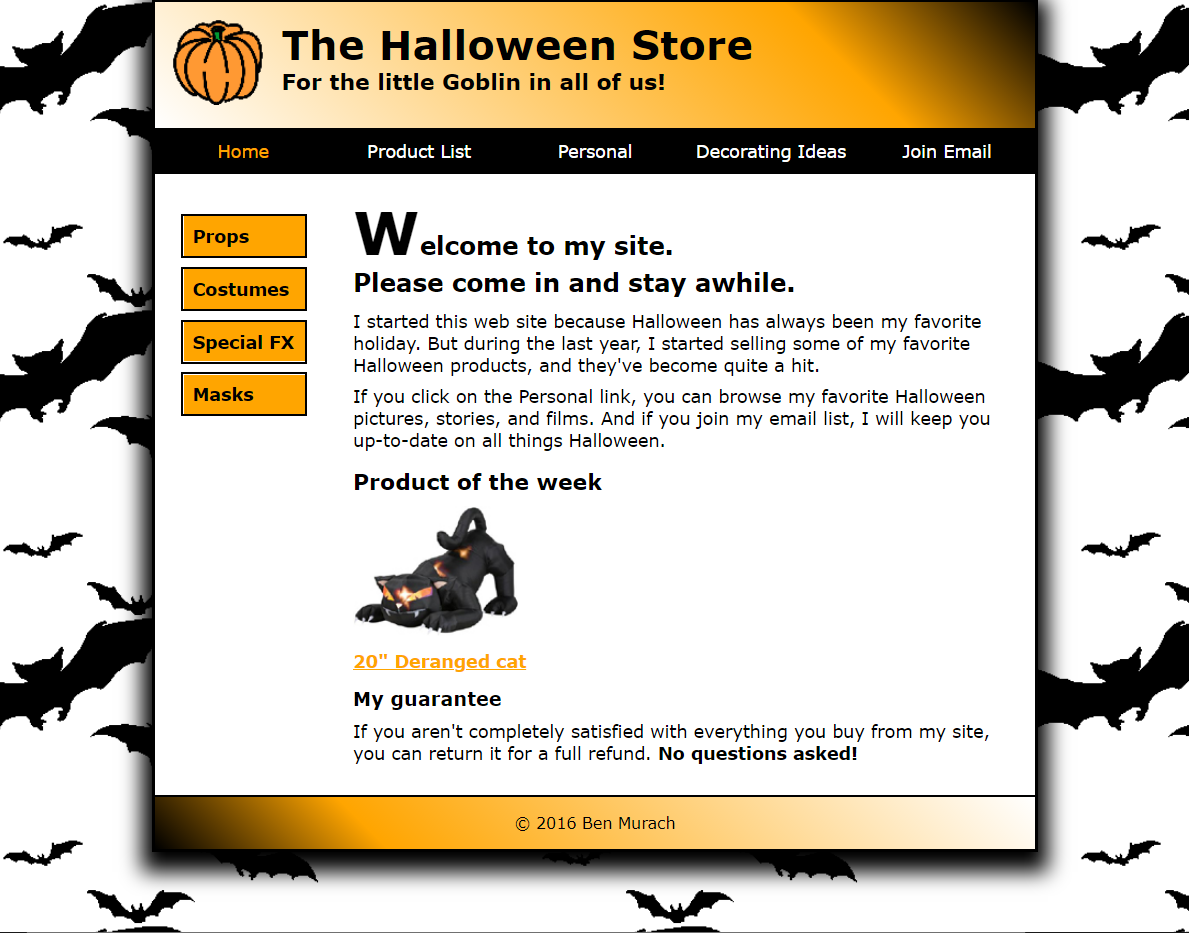 The Halloween Store
For the little Goblin in all of us!
Home Product List Personal Decorating Ideas Join Email
Props
Costumes
Special FX
Masks
Welcome to my site.
Please come in and stay awhile.
I started this web site because Halloween has always been my favorite
holiday. But during the last year, I started selling some of my favorite
Halloween products, and they've become quite a hit.
If you click on the Personal link, you can browse my favorite Halloween
pictures, stories, and films. And if you join my email list, I will keep you
up-to-date on all things Halloween.
Product of the week
20" Deranged cat
My guarantee
If you aren't completely satisfied with everything you buy from my site,
you can return it for a full refund. No questions asked!
© 2016 Ben Murach